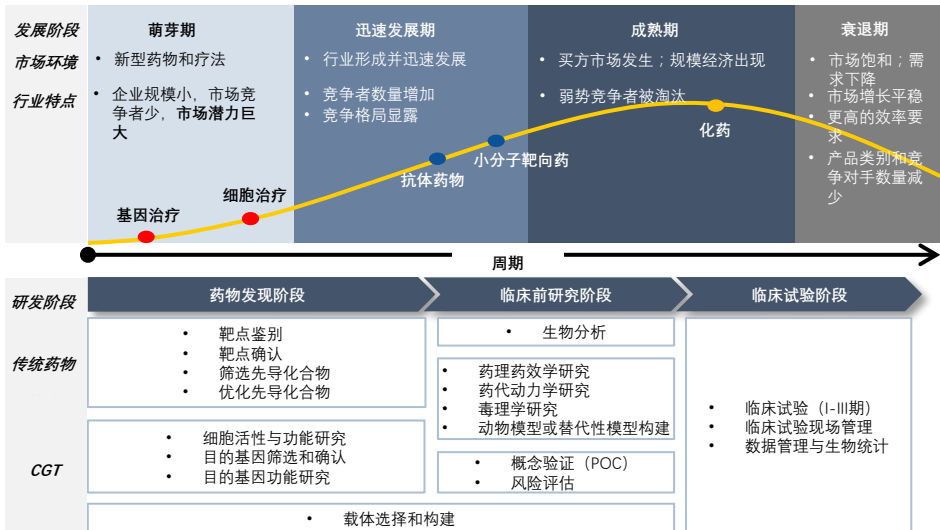 发展阶段
萌芽期
迅速发展期
成熟期
衰退期
市场环境
• 新型药物和疗法
• 行业形成并迅速发展
• 买方市场发生；规模经济出现
• 市场饱和；需
求下降
行业特点
• 企业规模小，市场竞
争者少，市场潜力巨
大
• 竞争者数量增加
• 竞争格局显露
• 弱势竞争者被淘汰
• 市场增长平稳
• 更高的效率要
求
• 产品类别和竞
争对手数量减
少
基因治疗
细胞治疗
抗体药物
小分子靶向药
化药
周期
研发阶段
药物发现阶段
临床前研究阶段
临床试验阶段
传统药物
• 靶点鉴别
• 靶点确认
• 筛选先导化合物
• 优化先导化合物
• 生物分析
• 药理药效学研究
• 药代动力学研究
• 毒理学研究
• 动物模型或替代性模型构建
• 临床试验（I-III期）
• 临床试验现场管理
• 数据管理与生物统计
CGT
• 细胞活性与功能研究
• 目的基因筛选和确认
• 目的基因功能研究
• 概念验证（POC）
• 风险评估
• 载体选择和构建